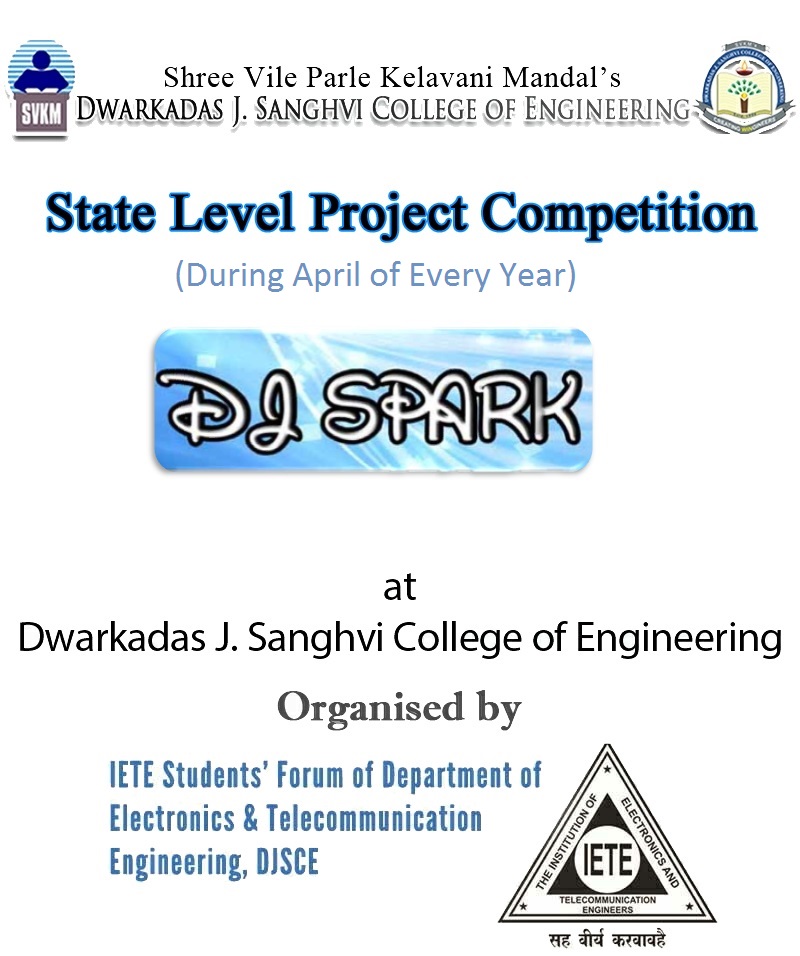 Shree Vile Parle Kelavani Mandal's
SVKM
DWARKADAS J. SANGHVI COLLEGE OF ENGINEERING
State Level Project Competition
(During April of Every Year)
DJ SPARK
at
Dwarkadas J. Sanghvi College of Engineering
Organised by
IETE Students' Forum of Department of
Electronics & Telecommunication
Engineering, DJSCE
THE INSTITUTION OF
ELECTRONICS AND
IETE
TELECOMMUNICATION
ENGINEERS
सह वीर्य करवावहै